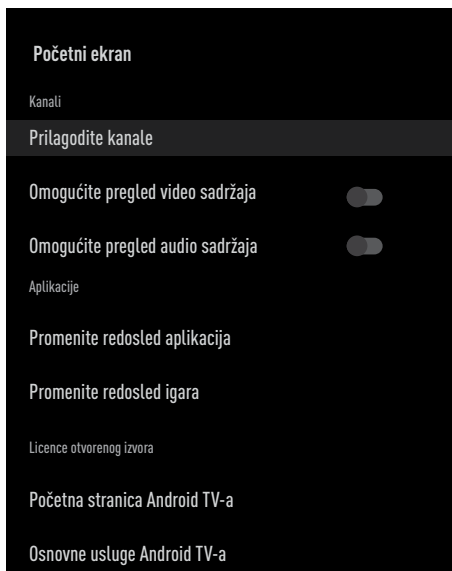 Početni ekran
Kanali
Prilagodite kanale
Omogućite pregled video sadržaja
Omogućite pregled audio sadržaja
Aplikacije
Promenite redosled aplikacija
Promenite redosled igara
Licence otvorenog izvora
Početna stranica Android TV-a
Osnovne usluge Android TV-a